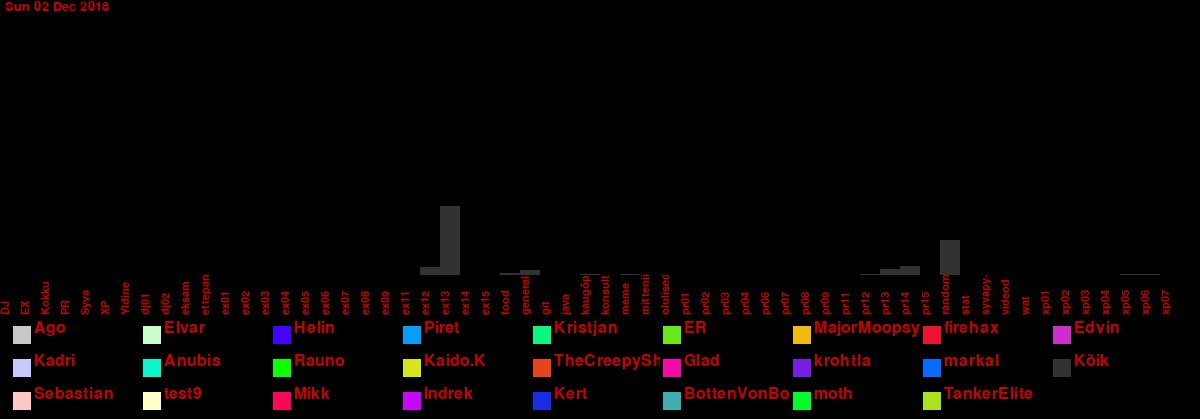 Sun 02 Dec 2018
DJ EX Kokku PR Syva XP Yldine dj01 dj02 eksam ettepan ex01 ex02 ex03 ex04 ex05 ex06 ex07 ex08 ex09 ex11 ex12 ex13 ex14 ex15 food general git java kaugõp konsult meme mittenii olulised pr01 pr02 pr03 pr04 pr06 pr07 pr08 pr09 pr11 pr12 pr13 pr14 pr15 random stat syvapy- videod wat xp01 xp02 xp03 xp04 xp05 xp06 xp07
Ago Elvar Helin Piret Kristjan ER MajorMoopsy firehax Edvin
Kadri Anubis Rauno Kaido.K TheCreepySh Glad krohtla markal Kõik
Sebastian test9 Mikk Indrek Kert BottenVonBo moth TankerElite